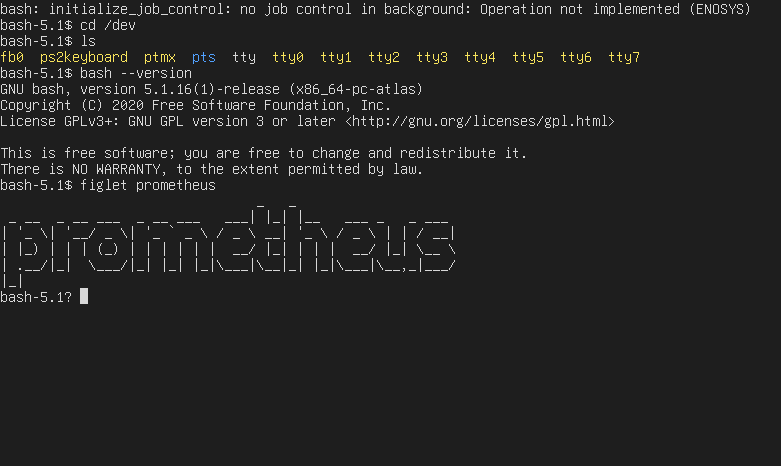 bash: initialize_job_control: no job control in background: Operation not implemented (ENOSYS)
bash-5.1$ cd /dev
bash-5.1$ ls
fb0  ps2keyboard  ptmx  pts  tty  tty0  tty1  tty2  tty3  tty4  tty5  tty6  tty7
bash-5.1$ bash --version
GNU bash, version 5.1.16(1)-release (x86_64-pc-atlas)
Copyright (C) 2020 Free Software Foundation, Inc.
License GPLv3+: GNU GPL version 3 or later <http://gnu.org/licenses/gpl.html>
This is free software; you are free to change and redistribute it.
There is NO WARRANTY, to the extent permitted by law.
bash-5.1$ figlet prometheus
prometheus
bash-5.1?